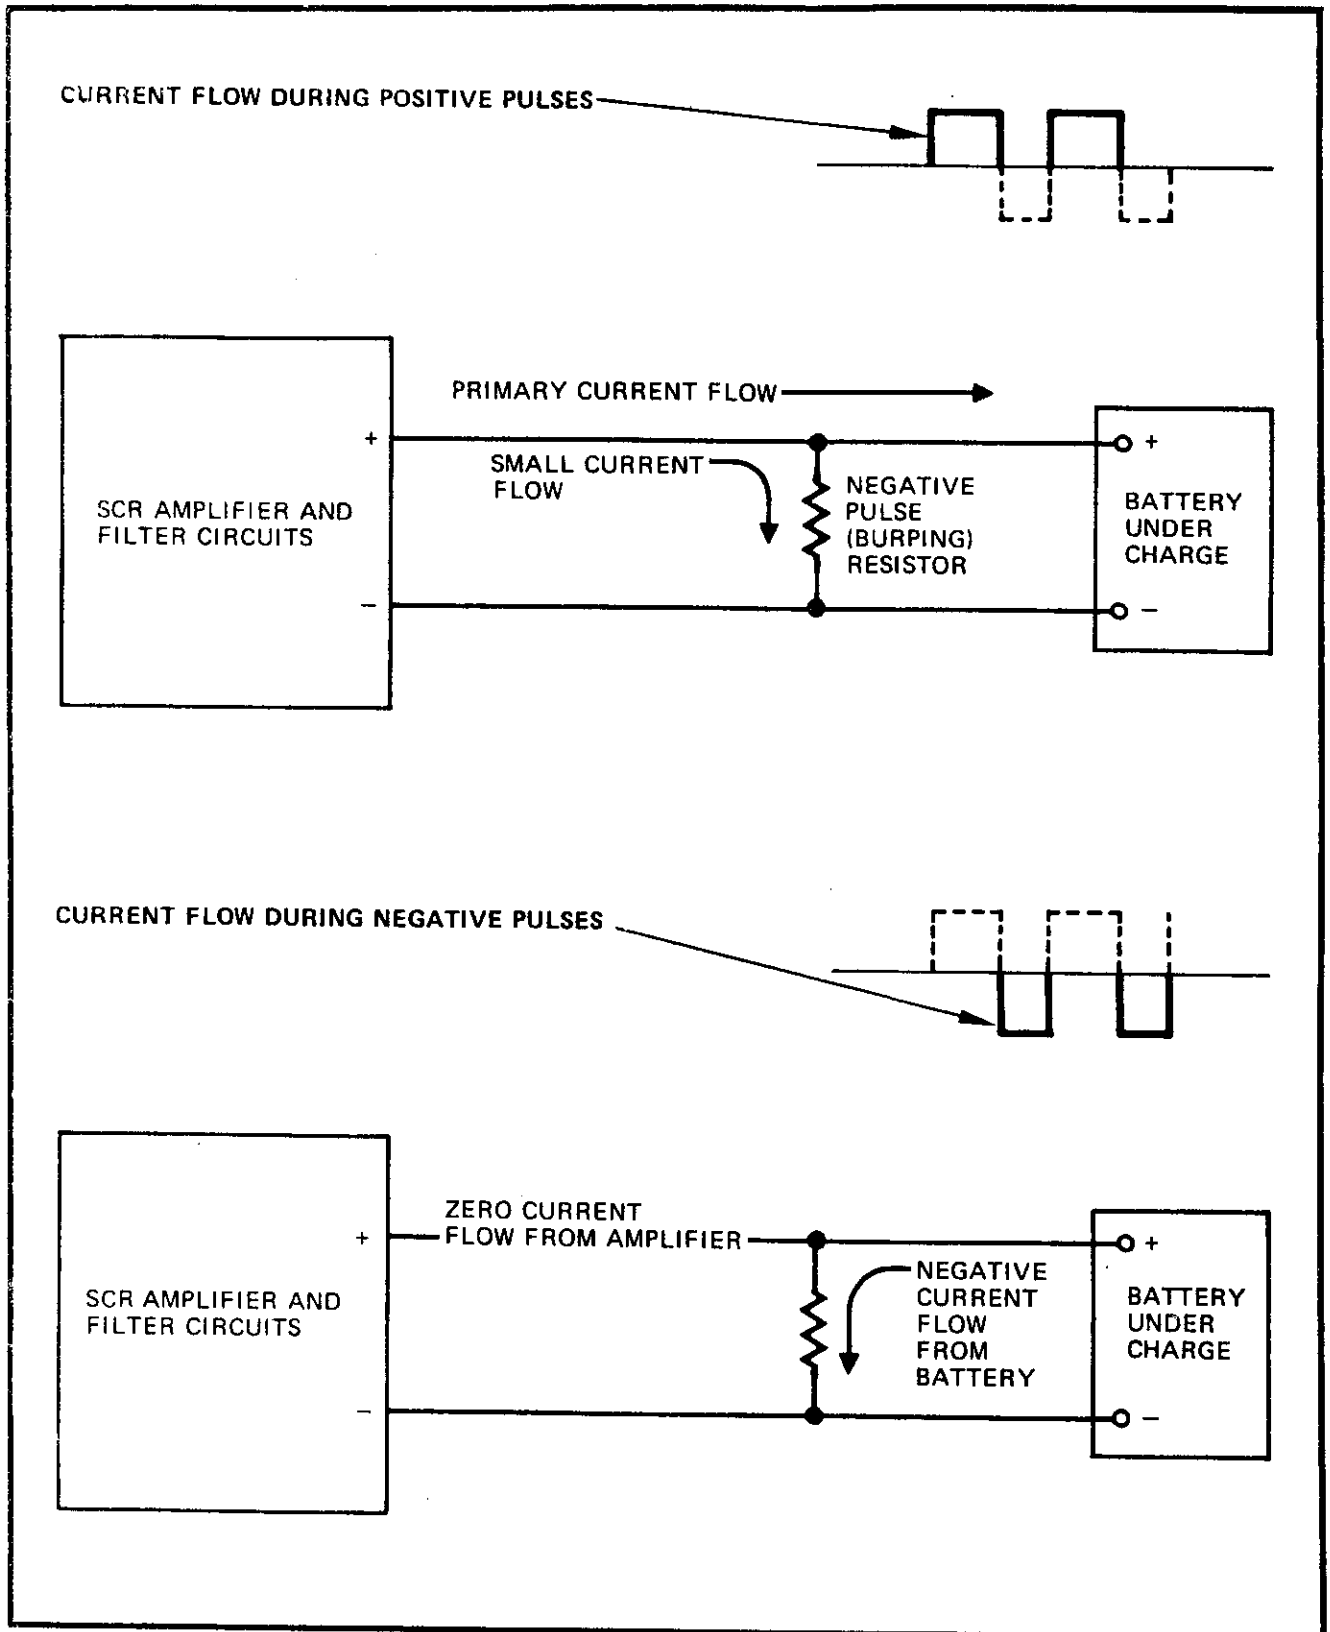 CURRENT FLOW DURING POSITIVE PULSES
PRIMARY CURRENT FLOW
+
SMALL CURRENT
FLOW
NEGATIVE
PULSE
(BURPING)
RESISTOR
SCR AMPLIFIER AND
FILTER CIRCUITS
−
+
BATTERY
UNDER
CHARGE
−
CURRENT FLOW DURING NEGATIVE PULSES
ZERO CURRENT
FLOW FROM AMPLIFIER
+
SCR AMPLIFIER AND
FILTER CIRCUITS
−
NEGATIVE
CURRENT
FLOW
FROM
BATTERY
+
BATTERY
UNDER
CHARGE
−